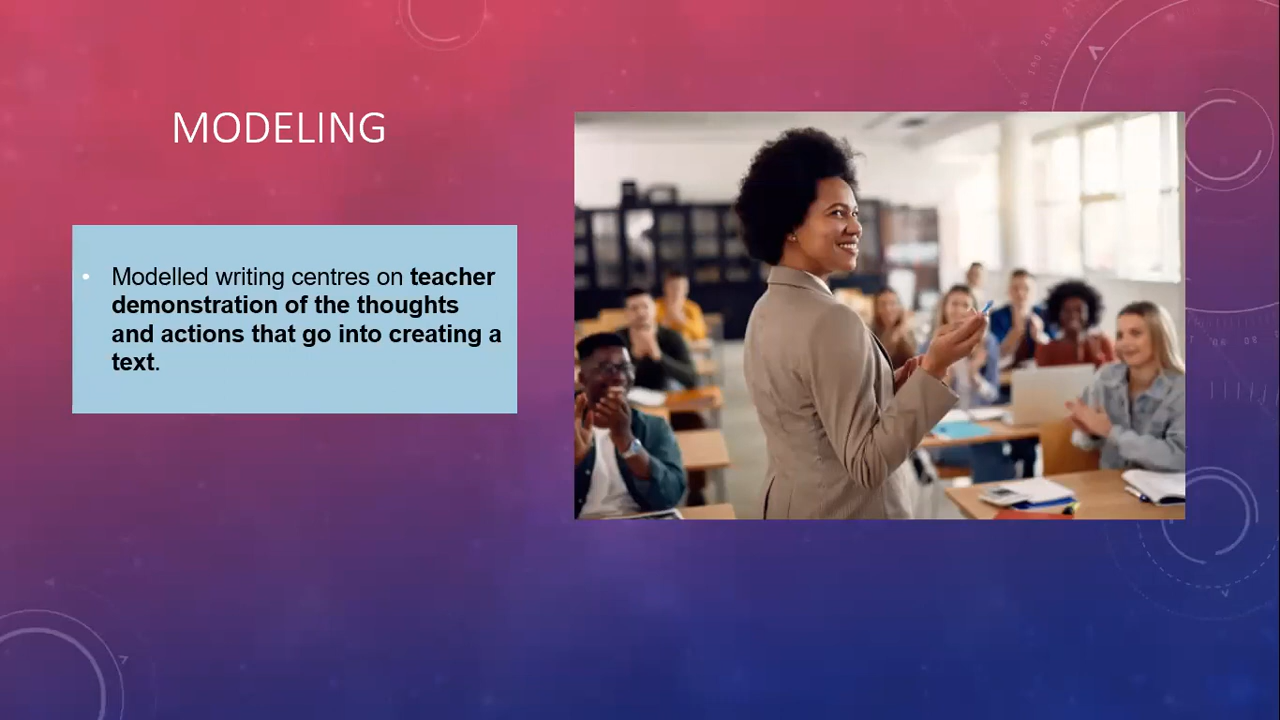 MODELING
• Modelled writing centres on teacher
demonstration of the thoughts
and actions that go into creating a
text.